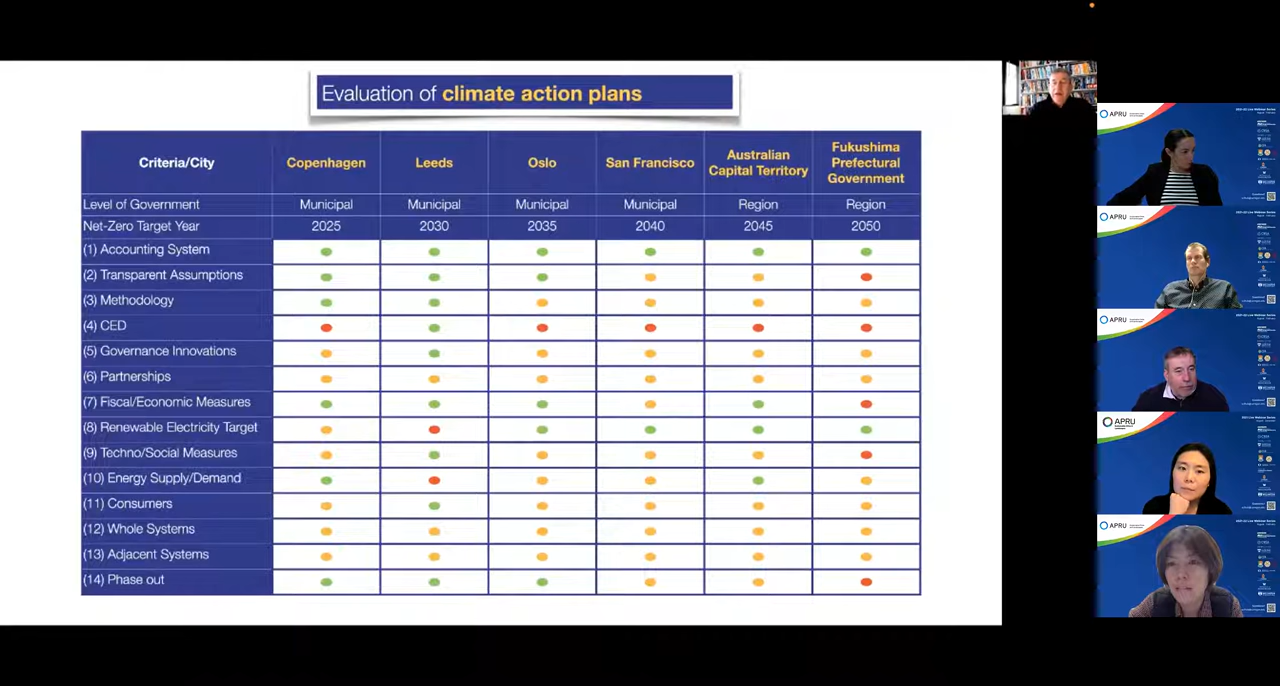 Evaluation of climate action plans
Criteria/City Copenhagen Leeds Oslo San Francisco Australian Capital Territory Fukushima Prefectural Government
Level of Government Municipal Municipal Municipal Municipal Region Region
Net-Zero Target Year 2025 2030 2035 2040 2045 2050
(1) Accounting System
(2) Transparent Assumptions
(3) Methodology
(4) CED
(5) Governance Innovations
(6) Partnerships
(7) Fiscal/Economic Measures
(8) Renewable Electricity Target
(9) Techno/Social Measures
(10) Energy Supply/Demand
(11) Consumers
(12) Whole Systems
(13) Adjacent Systems
(14) Phase out
APRU
APRU
APRU
APRU
APRU